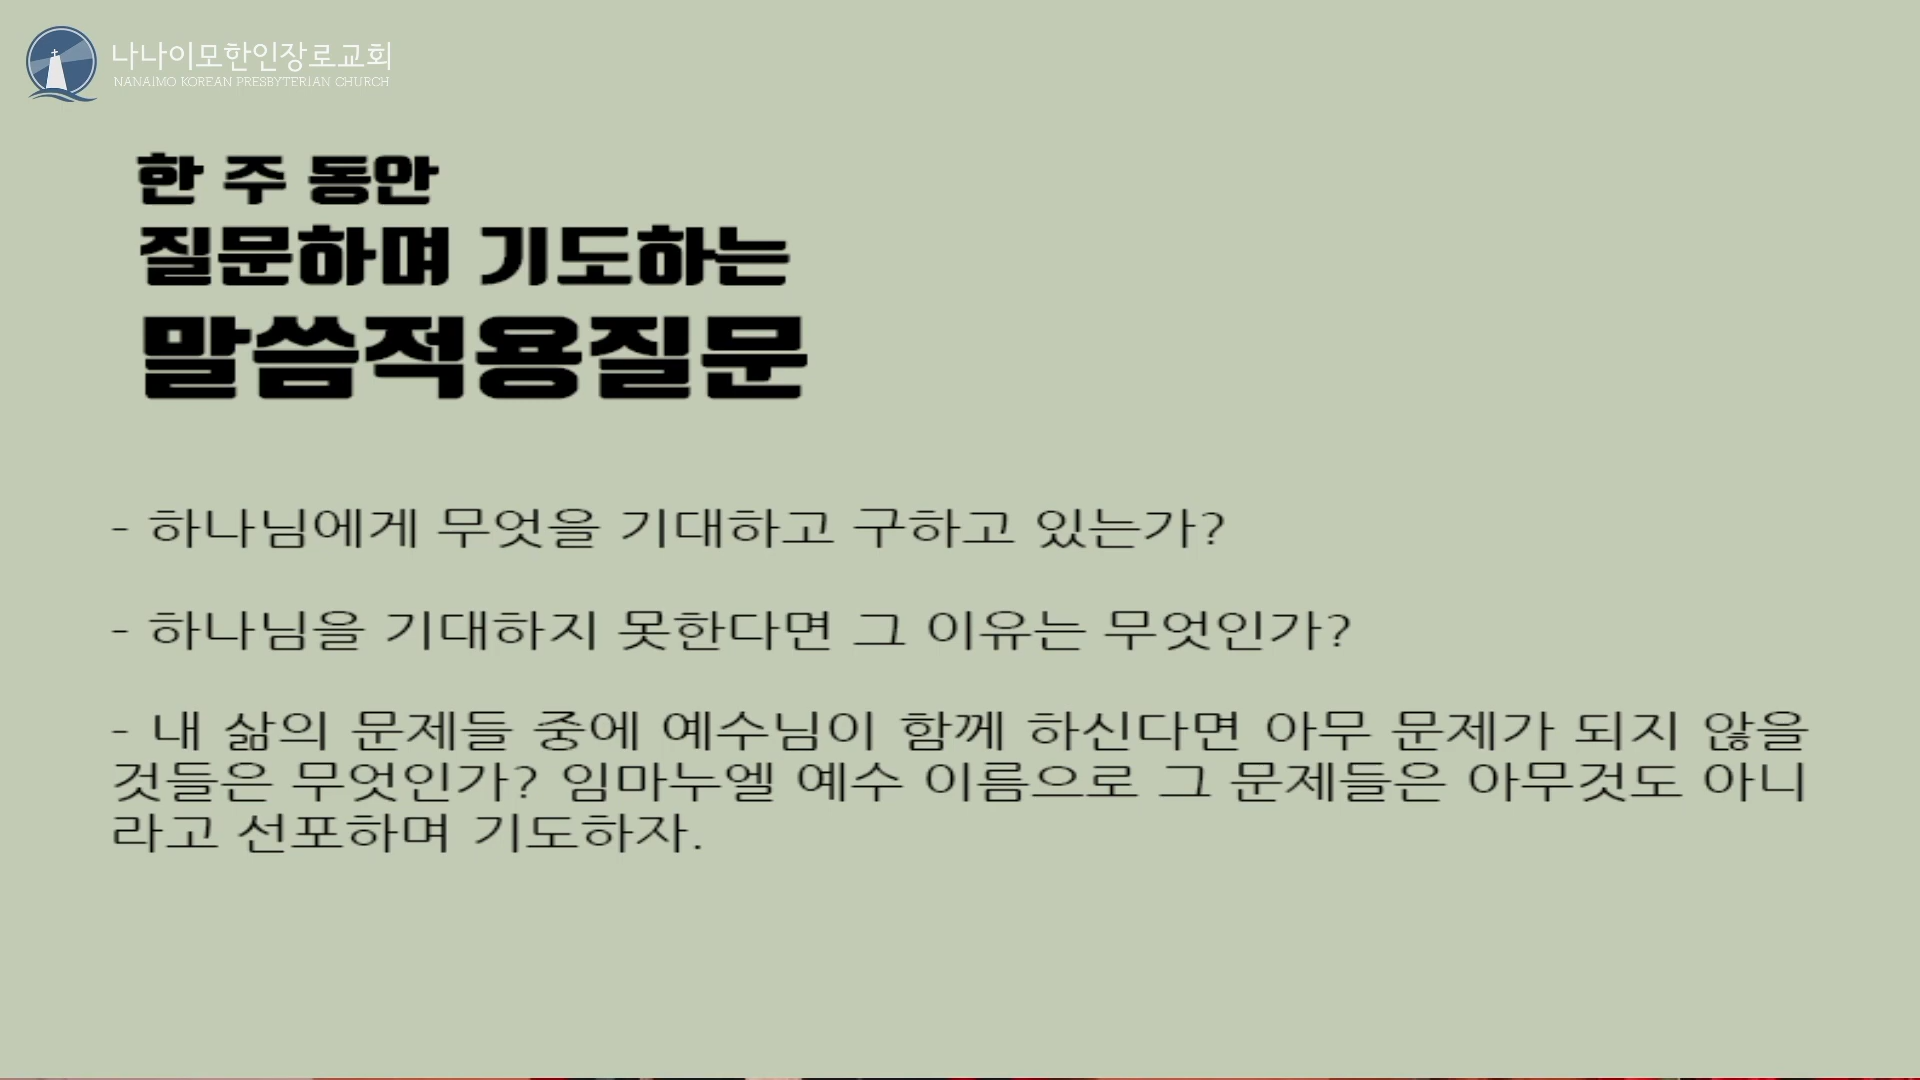 나나이모한인장로교회
NANAIMO KOREAN PRESBYTERIAN CHURCH
한 주 동안
질문하며 기도하는
말씀적용질문
- 하나님에게 무엇을 기대하고 구하고 있는가?
- 하나님을 기대하지 못한다면 그 이유는 무엇인가?
- 내 삶의 문제들 중에 예수님이 함께 하신다면 아무 문제가 되지 않을
것들은 무엇인가? 임마누엘 예수 이름으로 그 문제들은 아무것도 아니
라고 선포하며 기도하자.